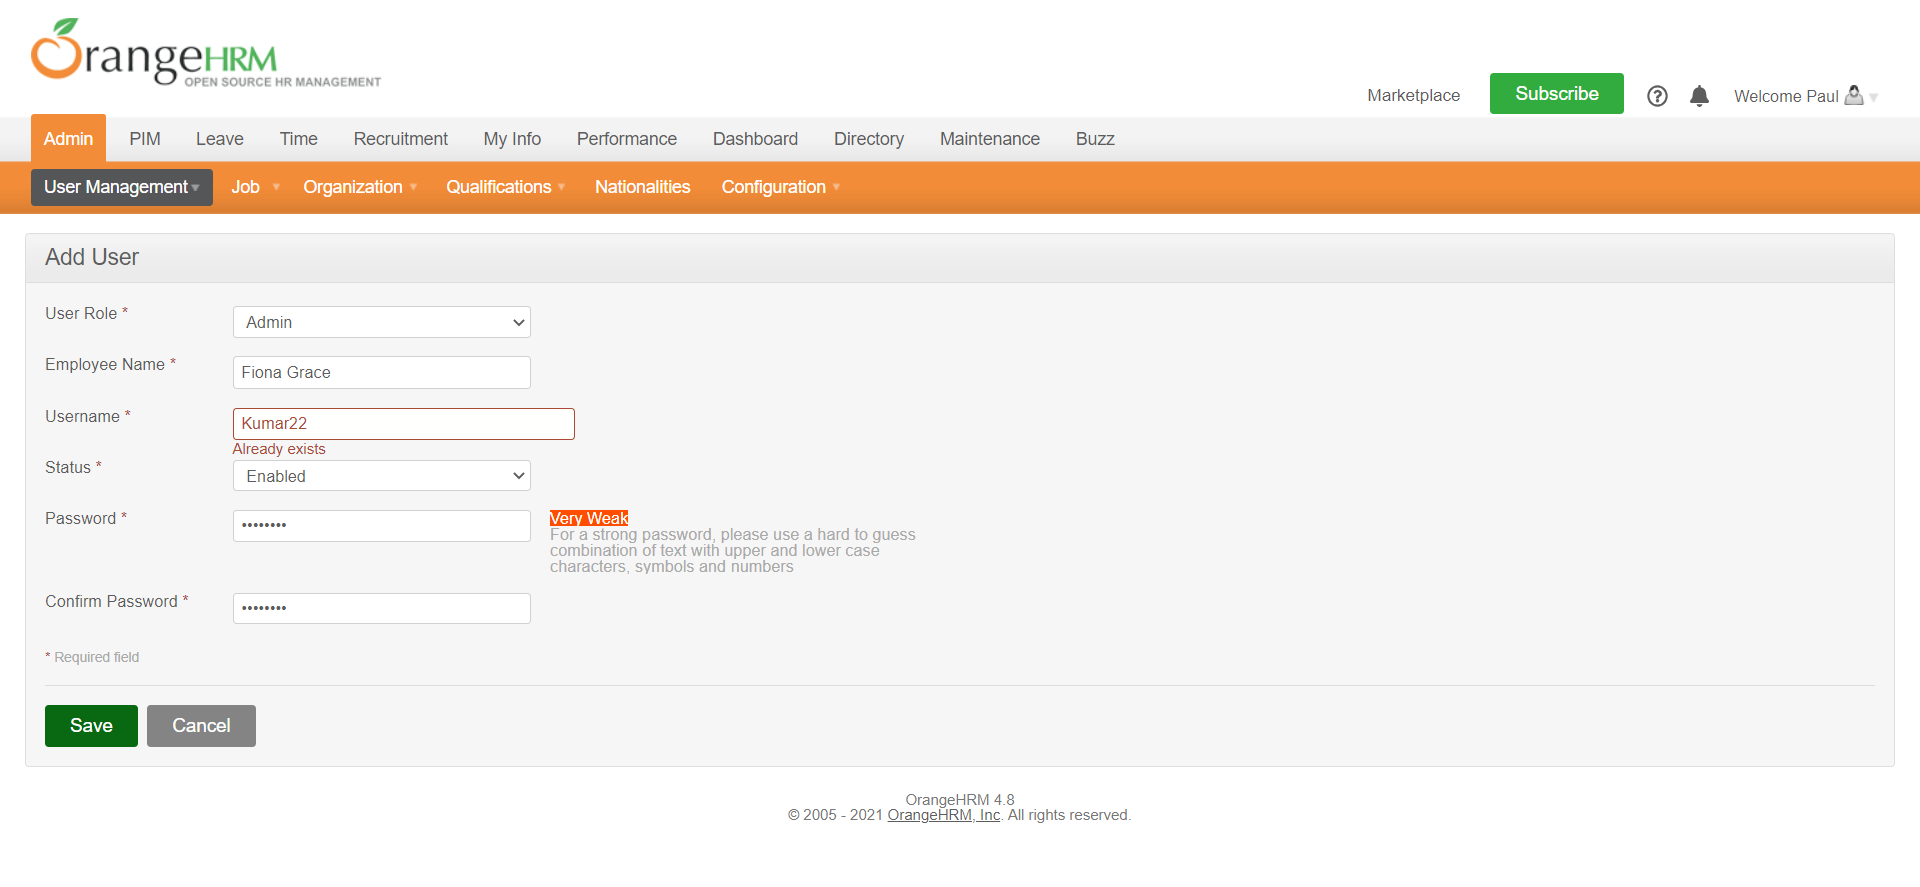 OrangeHRM
OPEN SOURCE HR MANAGEMENT
Marketplace Subscribe Welcome Paul
Admin PIM Leave Time Recruitment My Info Performance Dashboard Directory Maintenance Buzz
User Management Job Organization Qualifications Nationalities Configuration
Add User
User Role * Admin
Employee Name * Fiona Grace
Username * Kumar22
Already exists
Status * Enabled
Password * •••••••• Very Weak
For a strong password, please use a hard to guess
combination of text with upper and lower case
characters, symbols and numbers
Confirm Password * ••••••••
* Required field
Save Cancel
OrangeHRM 4.8
© 2005 - 2021 OrangeHRM, Inc. All rights reserved.